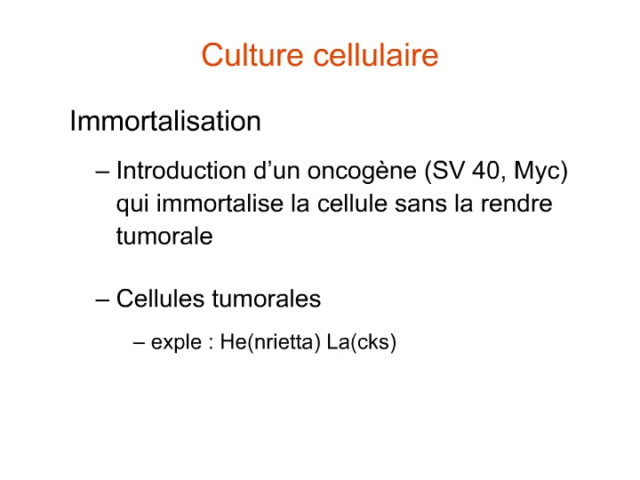 Culture cellulaire
Immortalisation
– Introduction d’un oncogène (SV 40, Myc)
qui immortalise la cellule sans la rendre
tumorale
– Cellules tumorales
– exple : He(nrietta) La(cks)